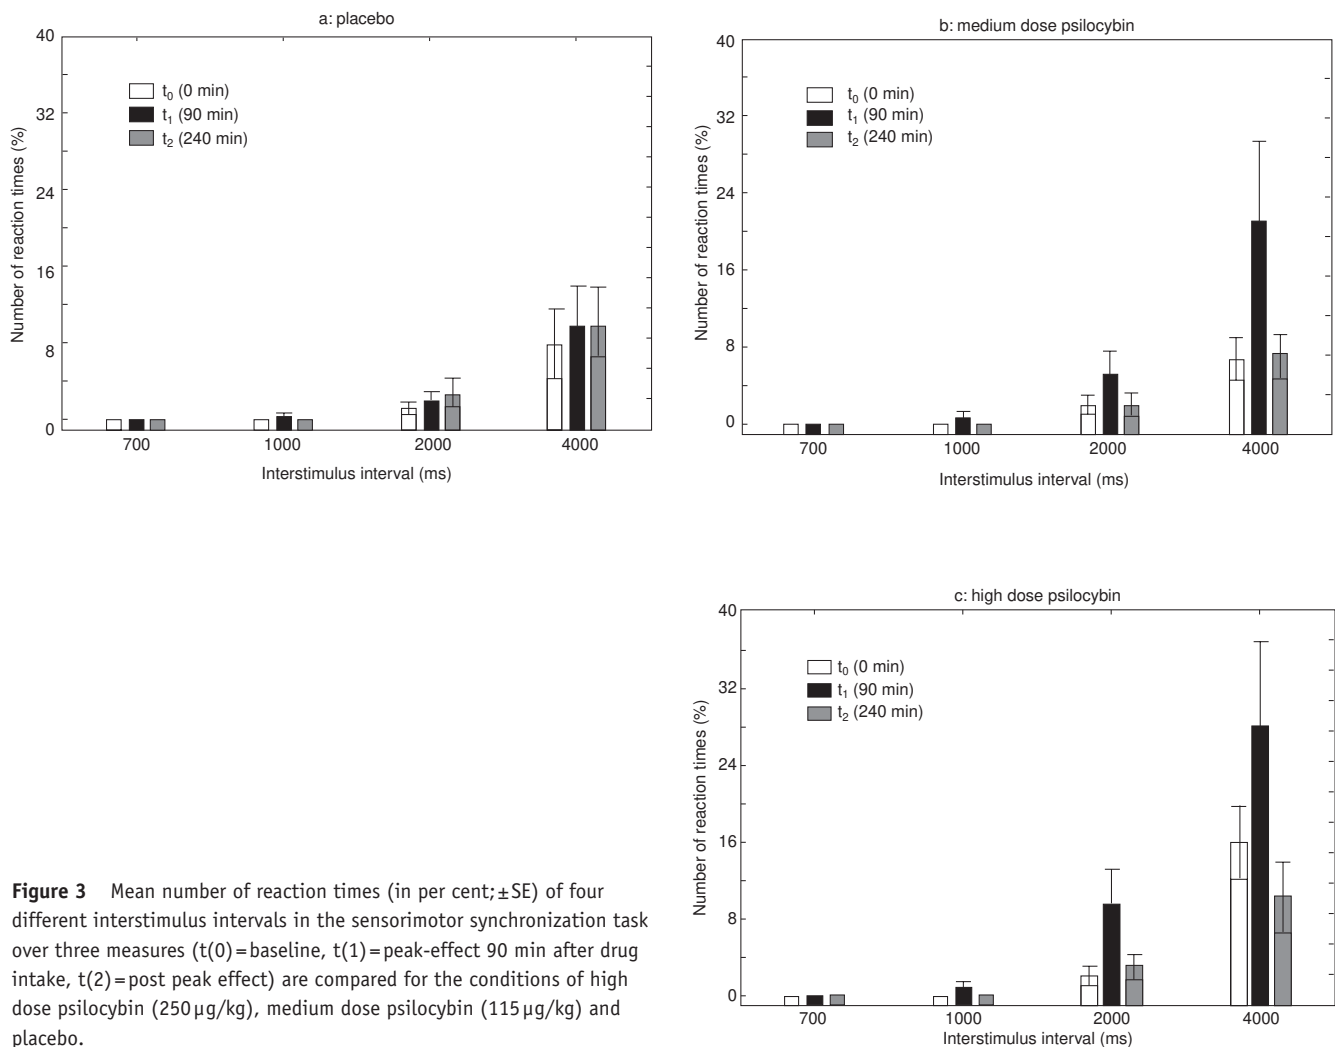 a: placebo
40
32
24
16
8
0
Number of reaction times (%)
t0 (0 min)
t1 (90 min)
t2 (240 min)
700 1000 2000 4000
Interstimulus interval (ms)
b: medium dose psilocybin
40
32
24
16
8
0
Number of reaction times (%)
t0 (0 min)
t1 (90 min)
t2 (240 min)
700 1000 2000 4000
Interstimulus interval (ms)
c: high dose psilocybin
40
32
24
16
8
0
Number of reaction times (%)
t0 (0 min)
t1 (90 min)
t2 (240 min)
700 1000 2000 4000
Interstimulus interval (ms)
Figure 3 Mean number of reaction times (in per cent; ±SE) of four
different interstimulus intervals in the sensorimotor synchronization task
over three measures (t(0)=baseline, t(1)=peak-effect 90 min after drug
intake, t(2)=post peak effect) are compared for the conditions of high
dose psilocybin (250 µg/kg), medium dose psilocybin (115 µg/kg) and
placebo.